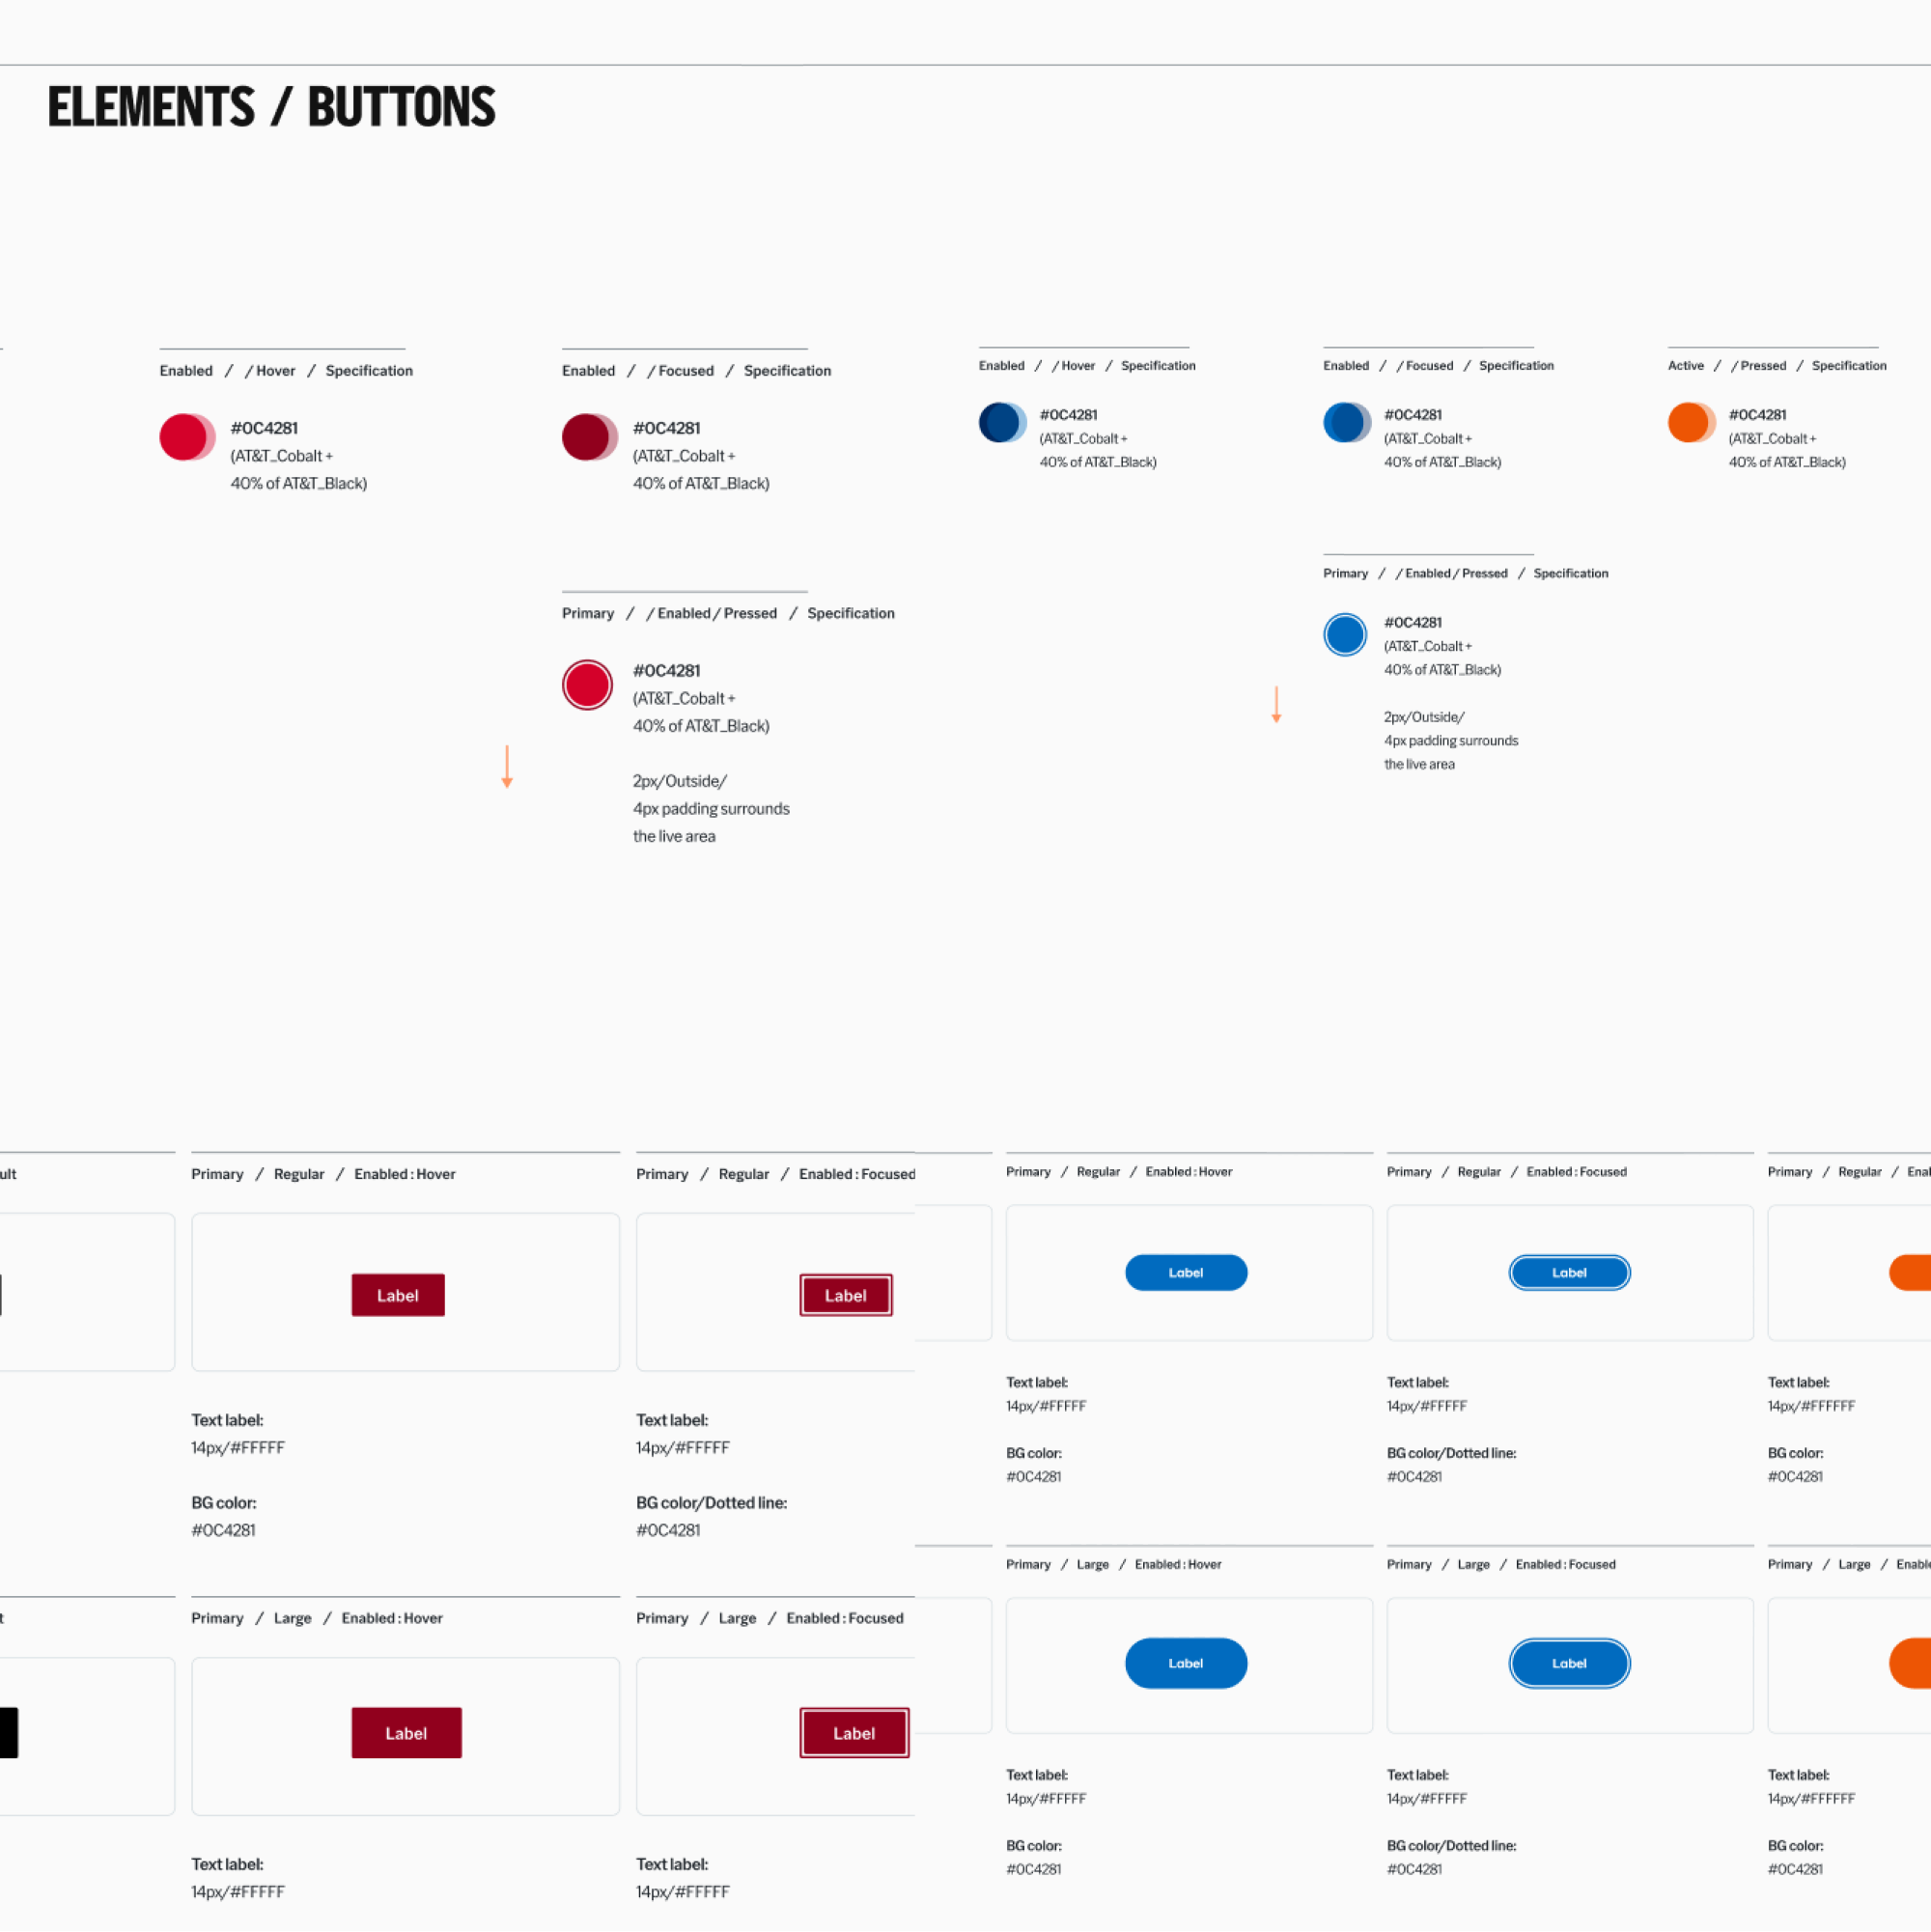 ELEMENTS / BUTTONS
Enabled / / Hover / Specification
#0C4281
(AT&T_Cobalt +
40% of AT&T_Black)
Enabled / / Focused / Specification
#0C4281
(AT&T_Cobalt +
40% of AT&T_Black)
Primary / / Enabled / Pressed / Specification
#0C4281
(AT&T_Cobalt +
40% of AT&T_Black)
2px/Outside/
4px padding surrounds
the live area
Enabled / / Hover / Specification
#0C4281
(AT&T_Cobalt +
40% of AT&T_Black)
Enabled / / Focused / Specification
#0C4281
(AT&T_Cobalt +
40% of AT&T_Black)
Active / / Pressed / Specification
#0C4281
(AT&T_Cobalt +
40% of AT&T_Black)
Primary / / Enabled / Pressed / Specification
#0C4281
(AT&T_Cobalt +
40% of AT&T_Black)
2px/Outside/
4px padding surrounds
the live area
ult
Primary / Regular / Enabled : Hover
Label
Text label:
14px/#FFFFF
BG color:
#0C4281
Primary / Regular / Enabled : Focused
Label
Text label:
14px/#FFFFF
BG color/Dotted line:
#0C4281
t
Primary / Large / Enabled : Hover
Label
Text label:
14px/#FFFFF
Primary / Large / Enabled : Focused
Label
Text label:
14px/#FFFFF
Primary / Regular / Enabled : Hover
Label
Text label:
14px/#FFFFF
BG color:
#0C4281
Primary / Regular / Enabled : Focused
Label
Text label:
14px/#FFFFF
BG color/Dotted line:
#0C4281
Primary / Regular / Enal
Text label:
14px/#FFFFFF
BG color:
#0C4281
Primary / Large / Enabled : Hover
Label
Text label:
14px/#FFFFF
BG color:
#0C4281
Primary / Large / Enabled : Focused
Label
Text label:
14px/#FFFFF
BG color/Dotted line:
#0C4281
Primary / Large / Enable
Text label:
14px/#FFFFFF
BG color:
#0C4281